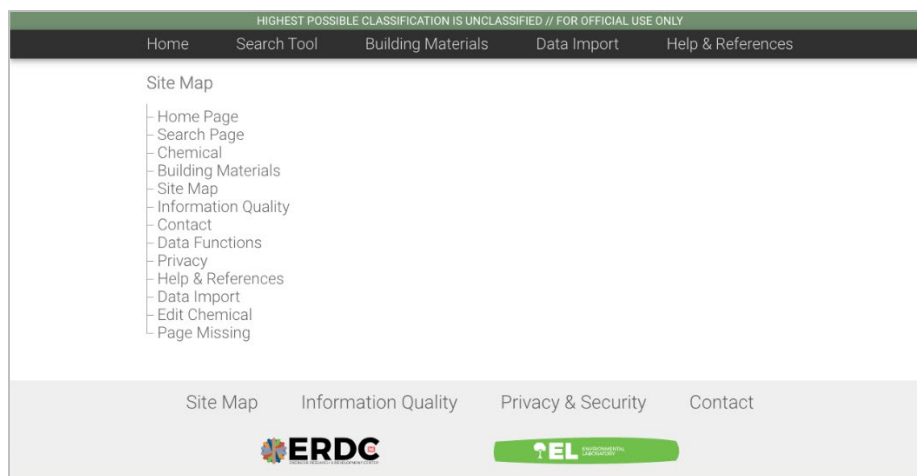 HIGHEST POSSIBLE CLASSIFICATION IS UNCLASSIFIED // FOR OFFICIAL USE ONLY
Home Search Tool Building Materials Data Import Help & References
Site Map
Home Page
Search Page
Chemical
Building Materials
Site Map
Information Quality
Contact
Data Functions
Privacy
Help & References
Data Import
Edit Chemical
Page Missing
Site Map Information Quality Privacy & Security Contact
ERDC
EL ENVIRONMENTAL
LABORATORY